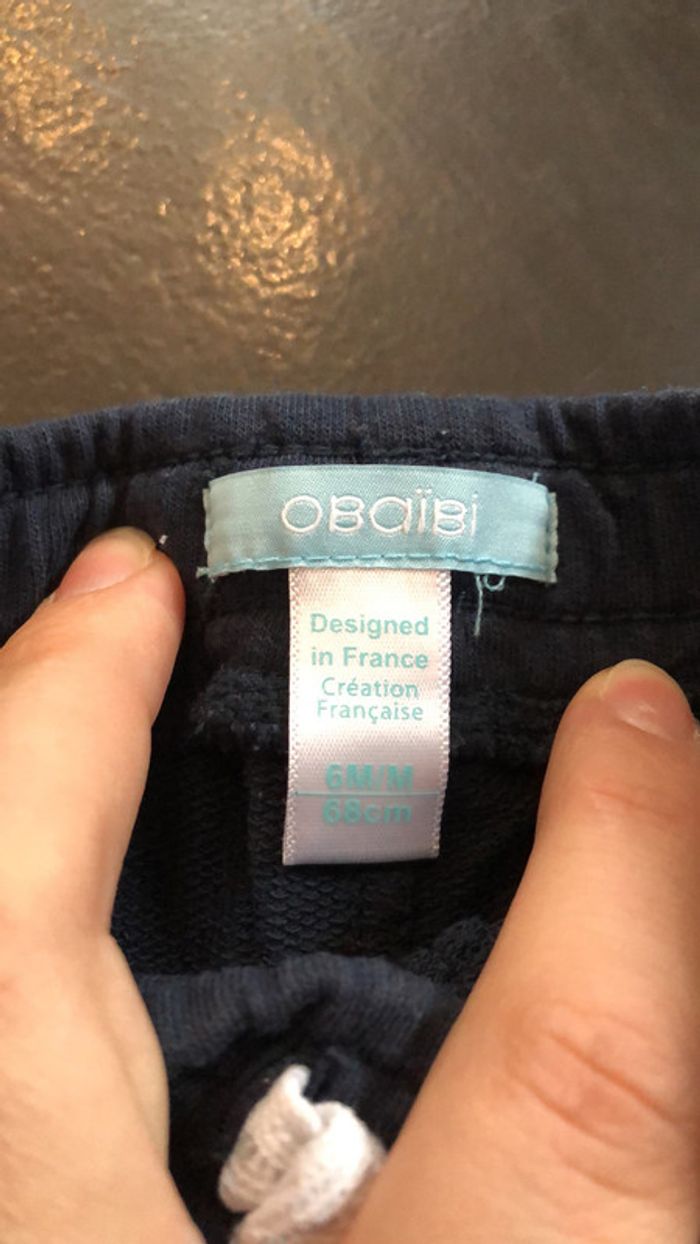 OBaïBi
Designed
in France
Création
Française
6M/M
68cm